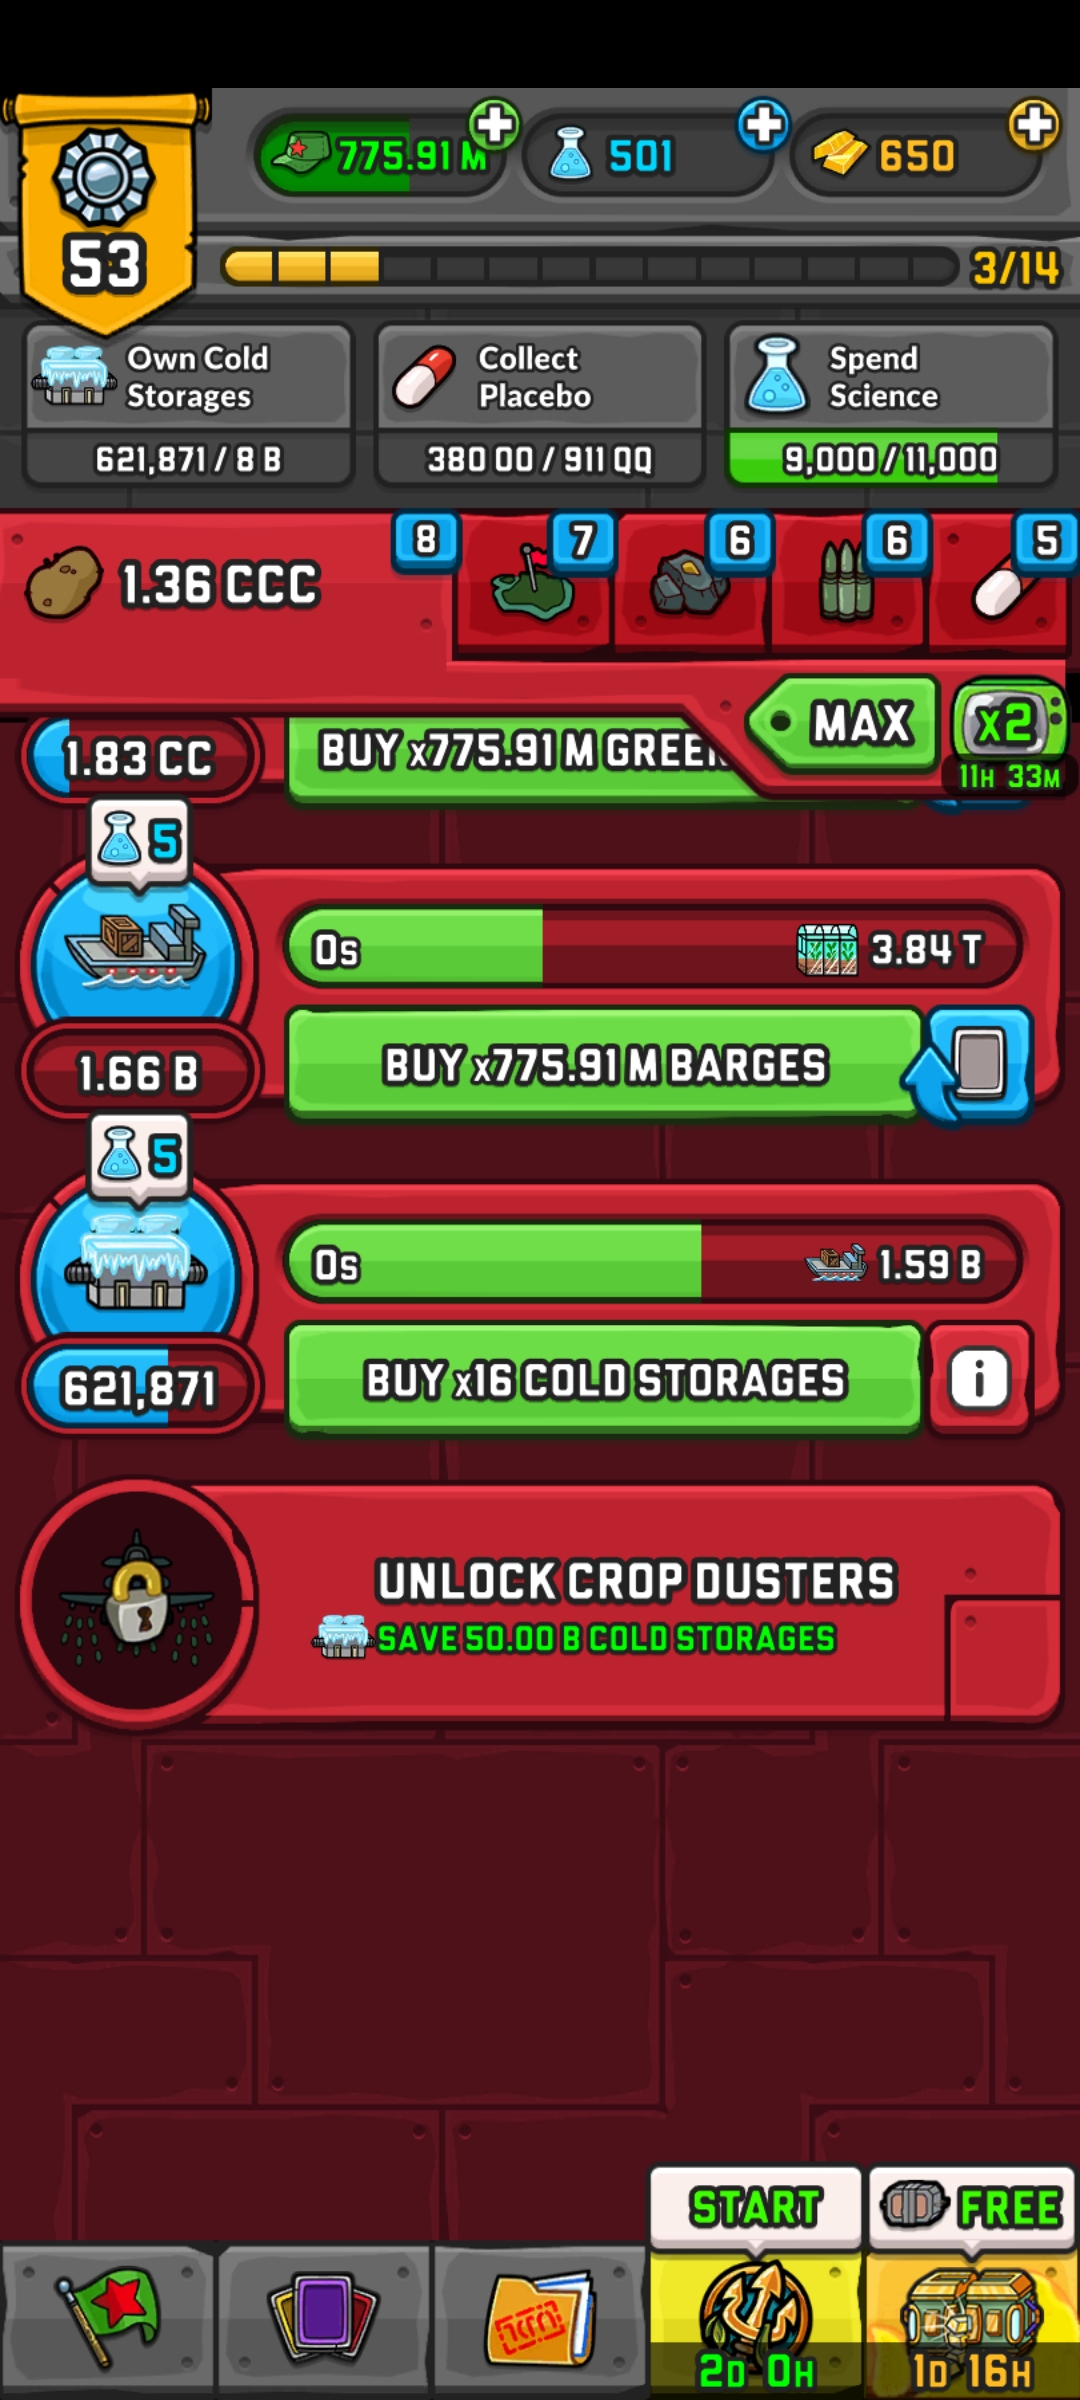 775.91 M
501
650
53
3/14
Own Cold
Storages
621,871 / 8 B
Collect
Placebo
380 OO / 911 QQ
Spend
Science
9,000 / 11,000
1.36 CCC
8
7
6
6
5
MAX
x2
11H 33M
1.83 CC
BUY x775.91 M
5
0s
3.84 T
1.66 B
BUY x775.91 M BARGES
5
0s
1.59 B
621,871
BUY x16 COLD STORAGES
i
UNLOCK CROP DUSTERS
SAVE 50.00 B COLD STORAGES
START
FREE
2D 0H
1D 16H